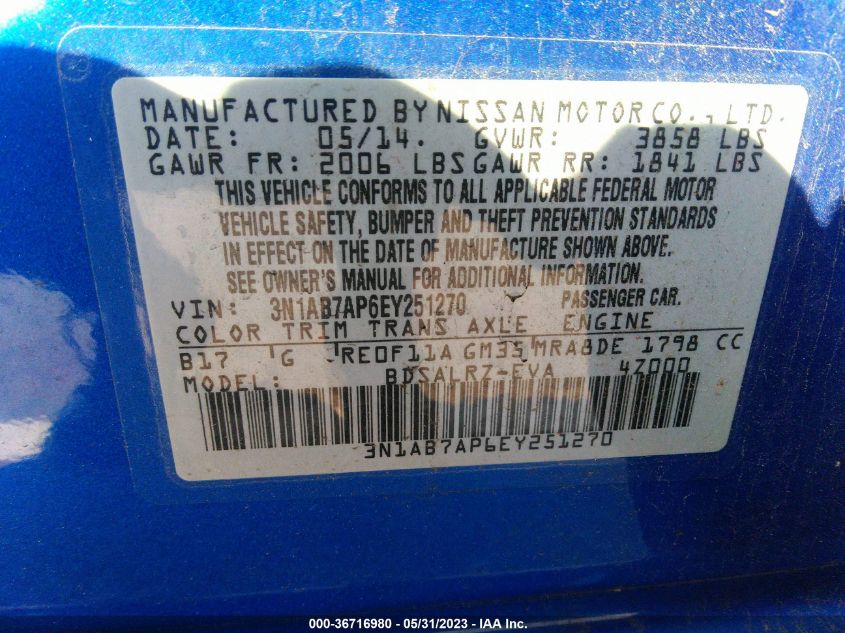 MANUFACTURED BY NISSAN MOTOR CO., LTD.
DATE: 05/14. GVWR: 3858 LBS
GAWR FR: 2006 LBS GAWR RR: 1841 LBS
THIS VEHICLE CONFORMS TO ALL APPLICABLE FEDERAL MOTOR
VEHICLE SAFETY, BUMPER AND THEFT PREVENTION STANDARDS
IN EFFECT ON THE DATE OF MANUFACTURE SHOWN ABOVE.
SEE OWNER'S MANUAL FOR ADDITIONAL INFORMATION.
VIN: 3N1AB7AP6EY251270 PASSENGER CAR.
COLOR TRIM TRANS AXLE ENGINE
B17 G RE0F11A GM35 MRA8DE 1798 CC
MODEL: BDSALRZ-EVA 4Z000
3N1AB7AP6EY251270
000-36716980 - 05/31/2023 - IAA Inc.